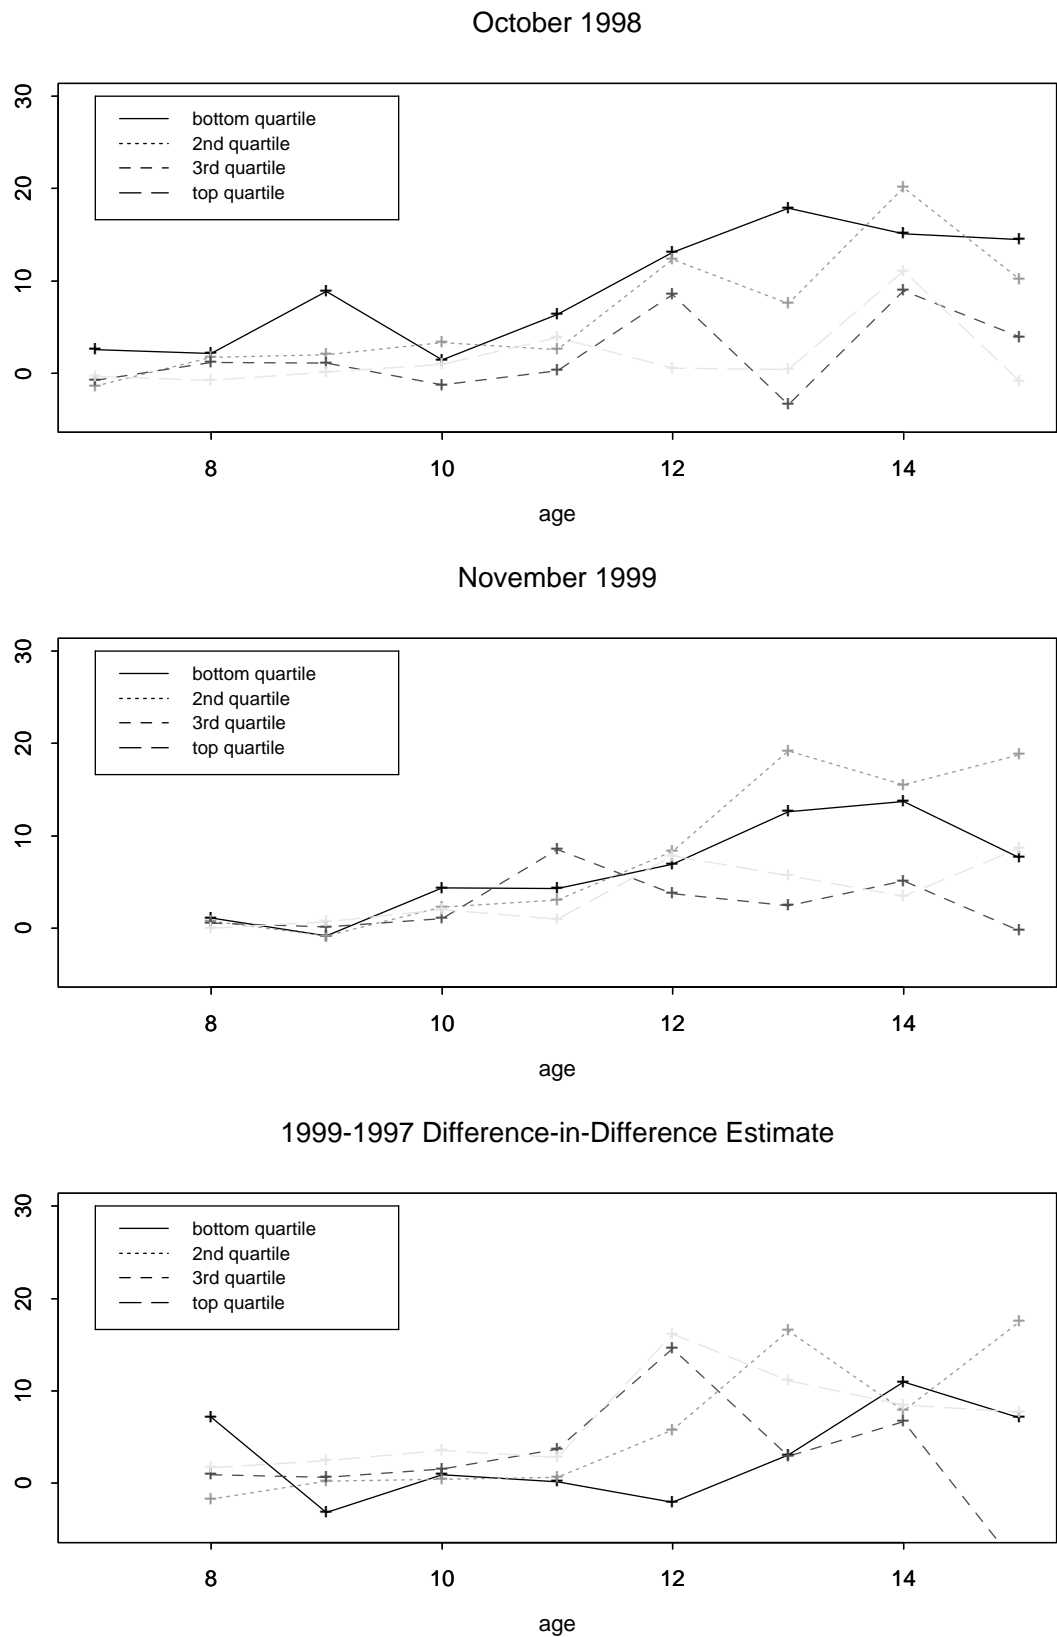 October 1998
30
20
10
0
bottom quartile
2nd quartile
3rd quartile
top quartile
8 10 12 14
age
November 1999
30
20
10
0
bottom quartile
2nd quartile
3rd quartile
top quartile
8 10 12 14
age
1999-1997 Difference-in-Difference Estimate
30
20
10
0
bottom quartile
2nd quartile
3rd quartile
top quartile
8 10 12 14
age